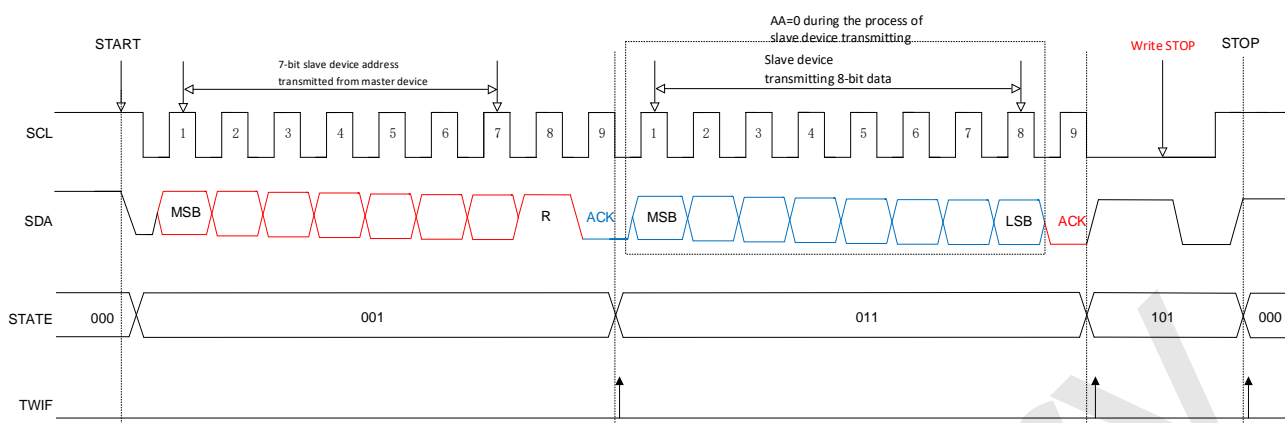 AA=0 during the process of
slave device transmitting
START
Write STOP
STOP
7-bit slave device address
transmitted from master device
Slave device
transmitting 8-bit data
SCL
1 2 3 4 5 6 7 8 9 1 2 3 4 5 6 7 8 9
SDA
MSB R ACK MSB LSB ACK
STATE
000 001 011 101 000
TWIF